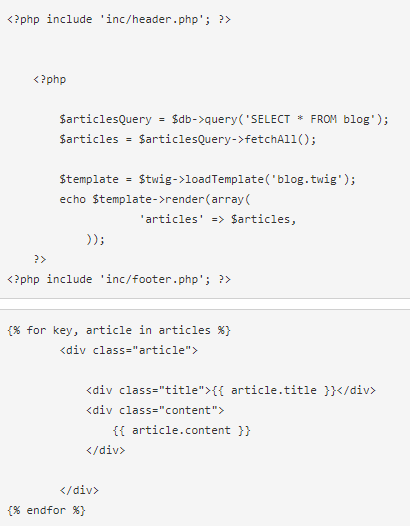 <?php include 'inc/header.php'; ?>
<?php
$articlesQuery = $db->query('SELECT * FROM blog');
$articles = $articlesQuery->fetchAll();
$template = $twig->loadTemplate('blog.twig');
echo $template->render(array(
'articles' => $articles,
));
?>
<?php include 'inc/footer.php'; ?>
{% for key, article in articles %}
<div class="article">
<div class="title">{{ article.title }}</div>
<div class="content">
{{ article.content }}
</div>
</div>
{% endfor %}